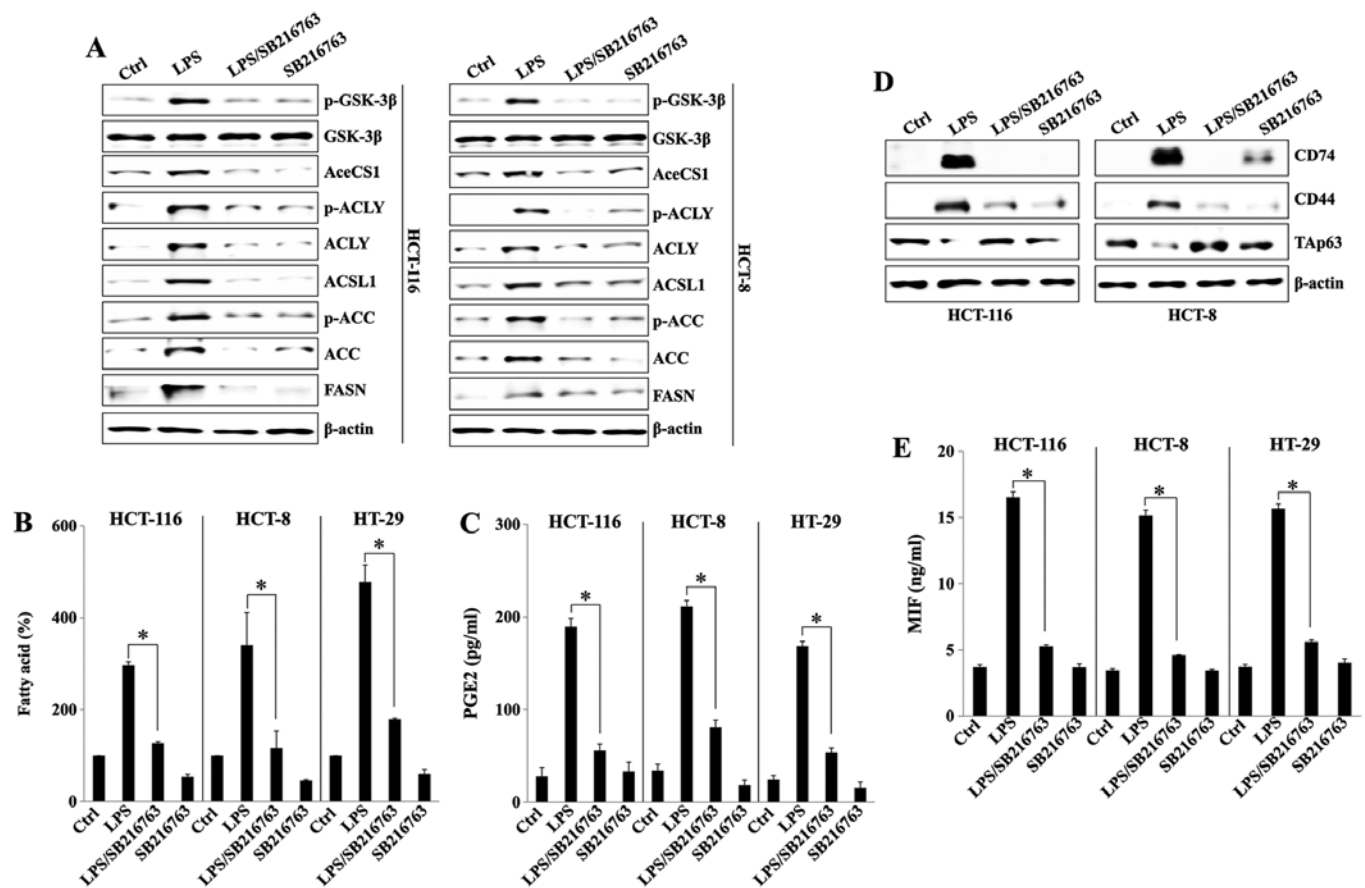 A
Ctrl LPS LPS/SB216763 SB216763
p-GSK-3β
GSK-3β
AceCS1
p-ACLY
ACLY
ACSL1
p-ACC
ACC
FASN
β-actin
HCT-116
Ctrl LPS LPS/SB216763 SB216763
p-GSK-3β
GSK-3β
AceCS1
p-ACLY
ACLY
ACSL1
p-ACC
ACC
FASN
β-actin
HCT-8
D
Ctrl LPS LPS/SB216763 SB216763 Ctrl LPS LPS/SB216763 SB216763
CD74
CD44
TAp63
β-actin
HCT-116 HCT-8
B
HCT-116 HCT-8 HT-29
Fatty acid (%)
600
400
200
0
* * *
Ctrl LPS LPS/SB216763 SB216763 Ctrl LPS LPS/SB216763 SB216763 Ctrl LPS LPS/SB216763 SB216763
C
HCT-116 HCT-8 HT-29
PGE2 (pg/ml)
300
200
100
0
* * *
Ctrl LPS LPS/SB216763 SB216763 Ctrl LPS LPS/SB216763 SB216763 Ctrl LPS LPS/SB216763 SB216763
E
HCT-116 HCT-8 HT-29
MIF (ng/ml)
20
15
10
5
0
* * *
Ctrl LPS LPS/SB216763 SB216763 Ctrl LPS LPS/SB216763 SB216763 Ctrl LPS LPS/SB216763 SB216763